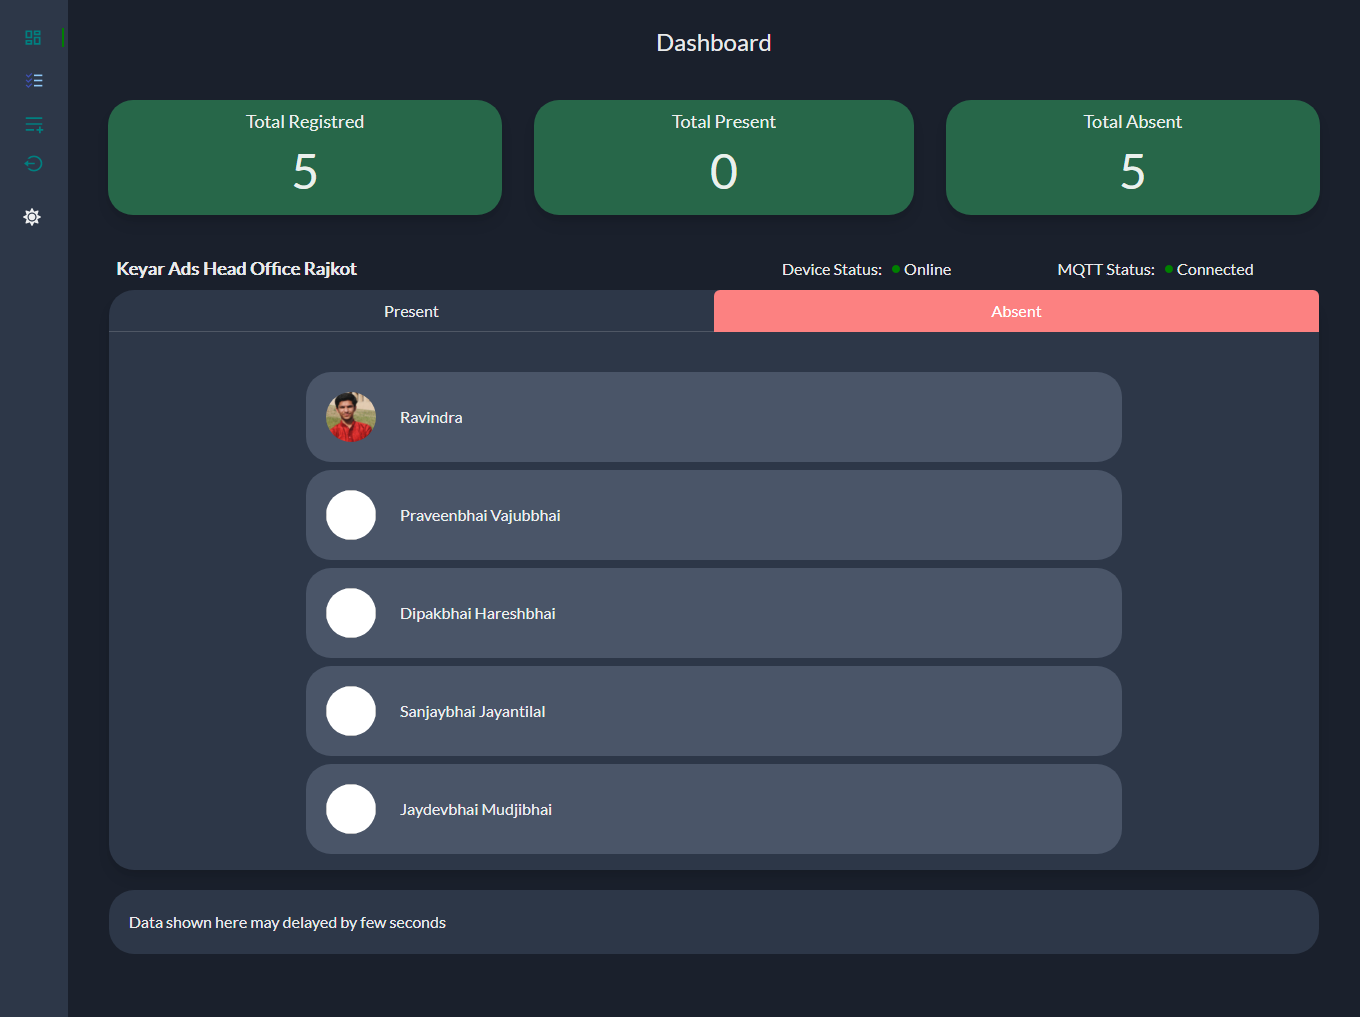 Dashboard
Total Registred
5
Total Present
0
Total Absent
5
Keyar Ads Head Office Rajkot
Device Status: Online
MQTT Status: Connected
Present
Absent
Ravindra
Praveenbhai Vajubbhai
Dipakbhai Hareshbhai
Sanjaybhai Jayantilal
Jaydevbhai Mudjibhai
Data shown here may delayed by few seconds